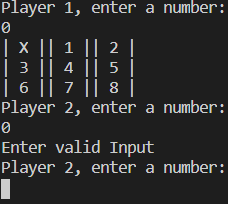 Player 1, enter a number:
0
| X || 1 || 2 |
| 3 || 4 || 5 |
| 6 || 7 || 8 |
Player 2, enter a number:
0
Enter valid Input
Player 2, enter a number: